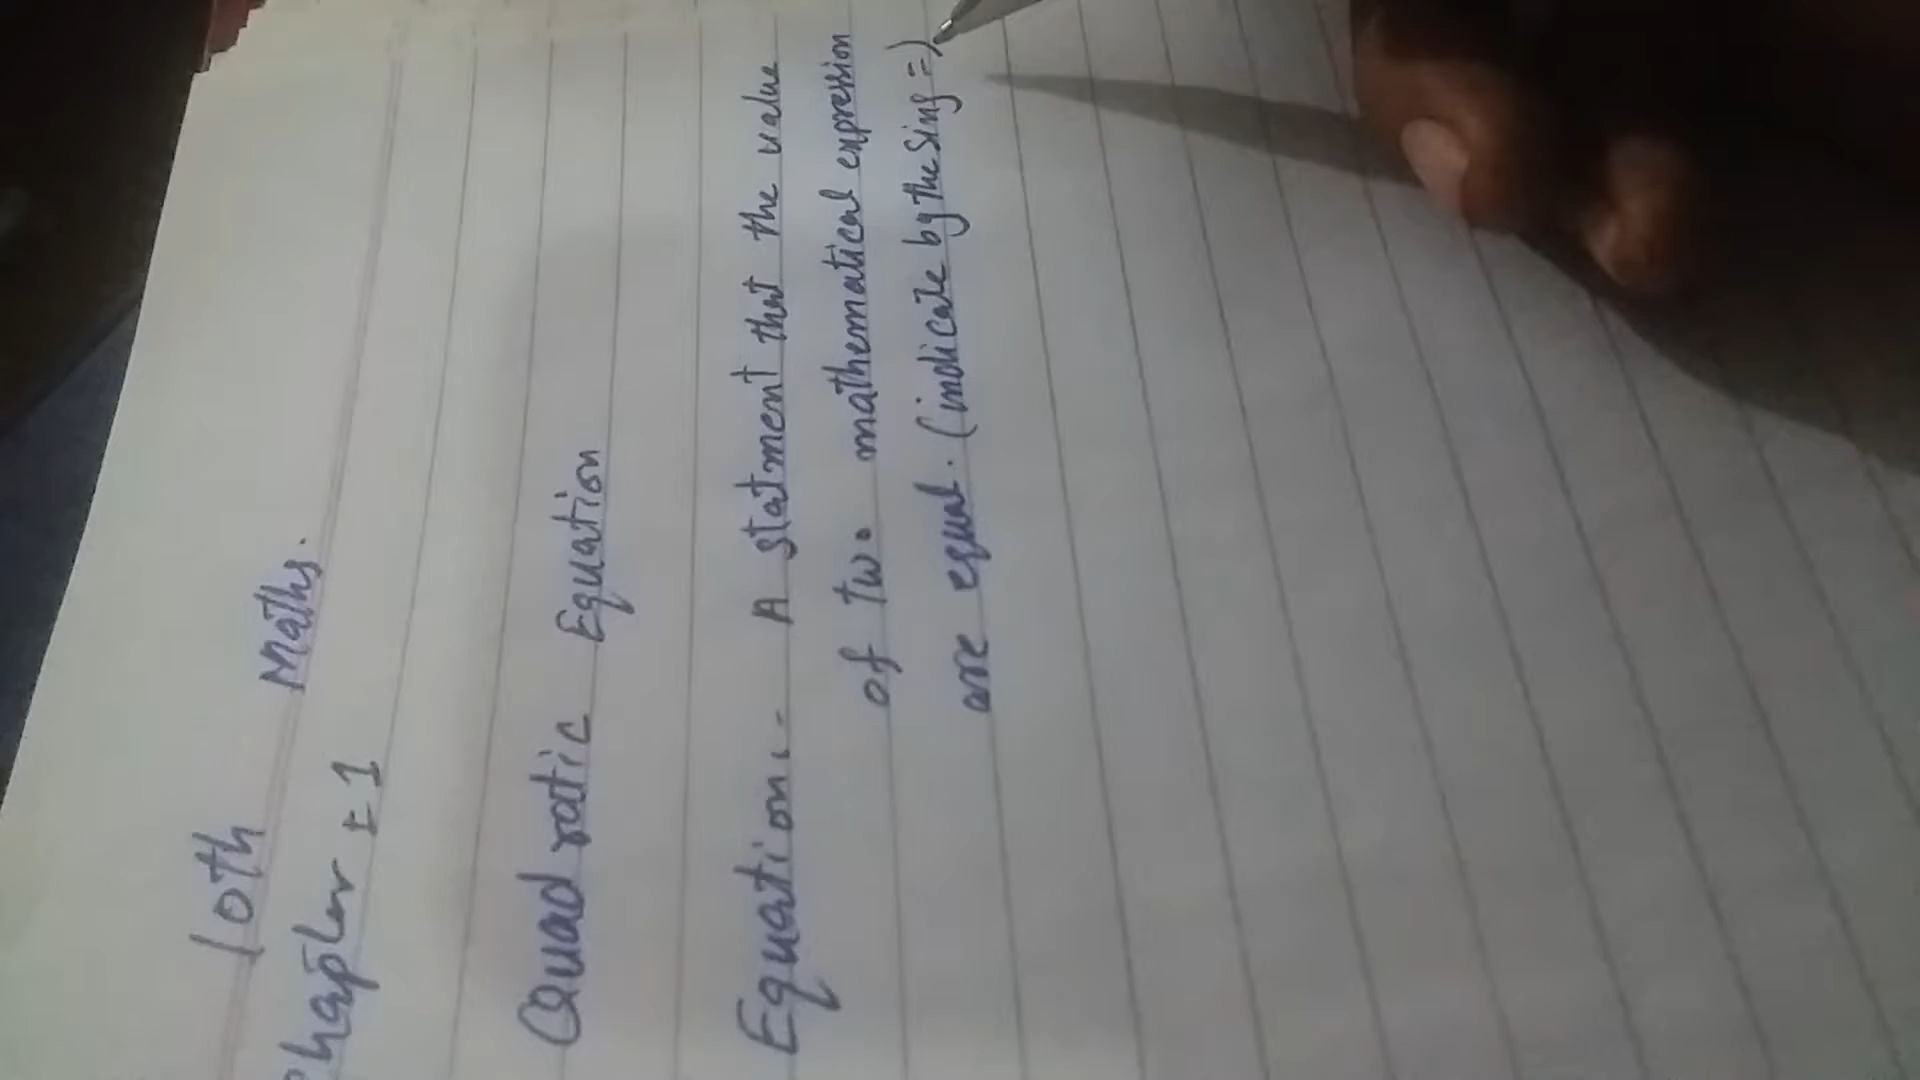 10th Maths.
Chapter :- 1
Quadratic Equation
Equation:- A statment that the value
of two mathematical expression
are equal. (indicate by the sing =)